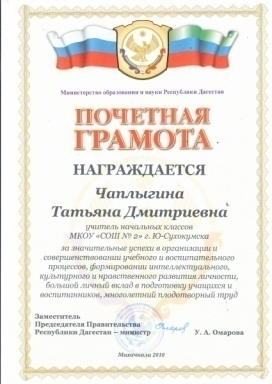 Министерство образования и науки Республики Дагестан
ПОЧЕТНАЯ
ГРАМОТА
НАГРАЖДАЕТСЯ
Чаплыгина
Татьяна Дмитриевна
учитель начальных классов
МКОУ «СОШ № 2» г. Ю-Сухокумска
за значительные успехи в организации и
совершенствовании учебного и воспитательного
процессов, формировании интеллектуального,
культурного и нравственного развития личности,
большой личный вклад в подготовку учащихся и
воспитанников, многолетний плодотворный труд
Заместитель
Председателя Правительства
Республики Дагестан – министр У. А. Омарова
Махачкала 2018